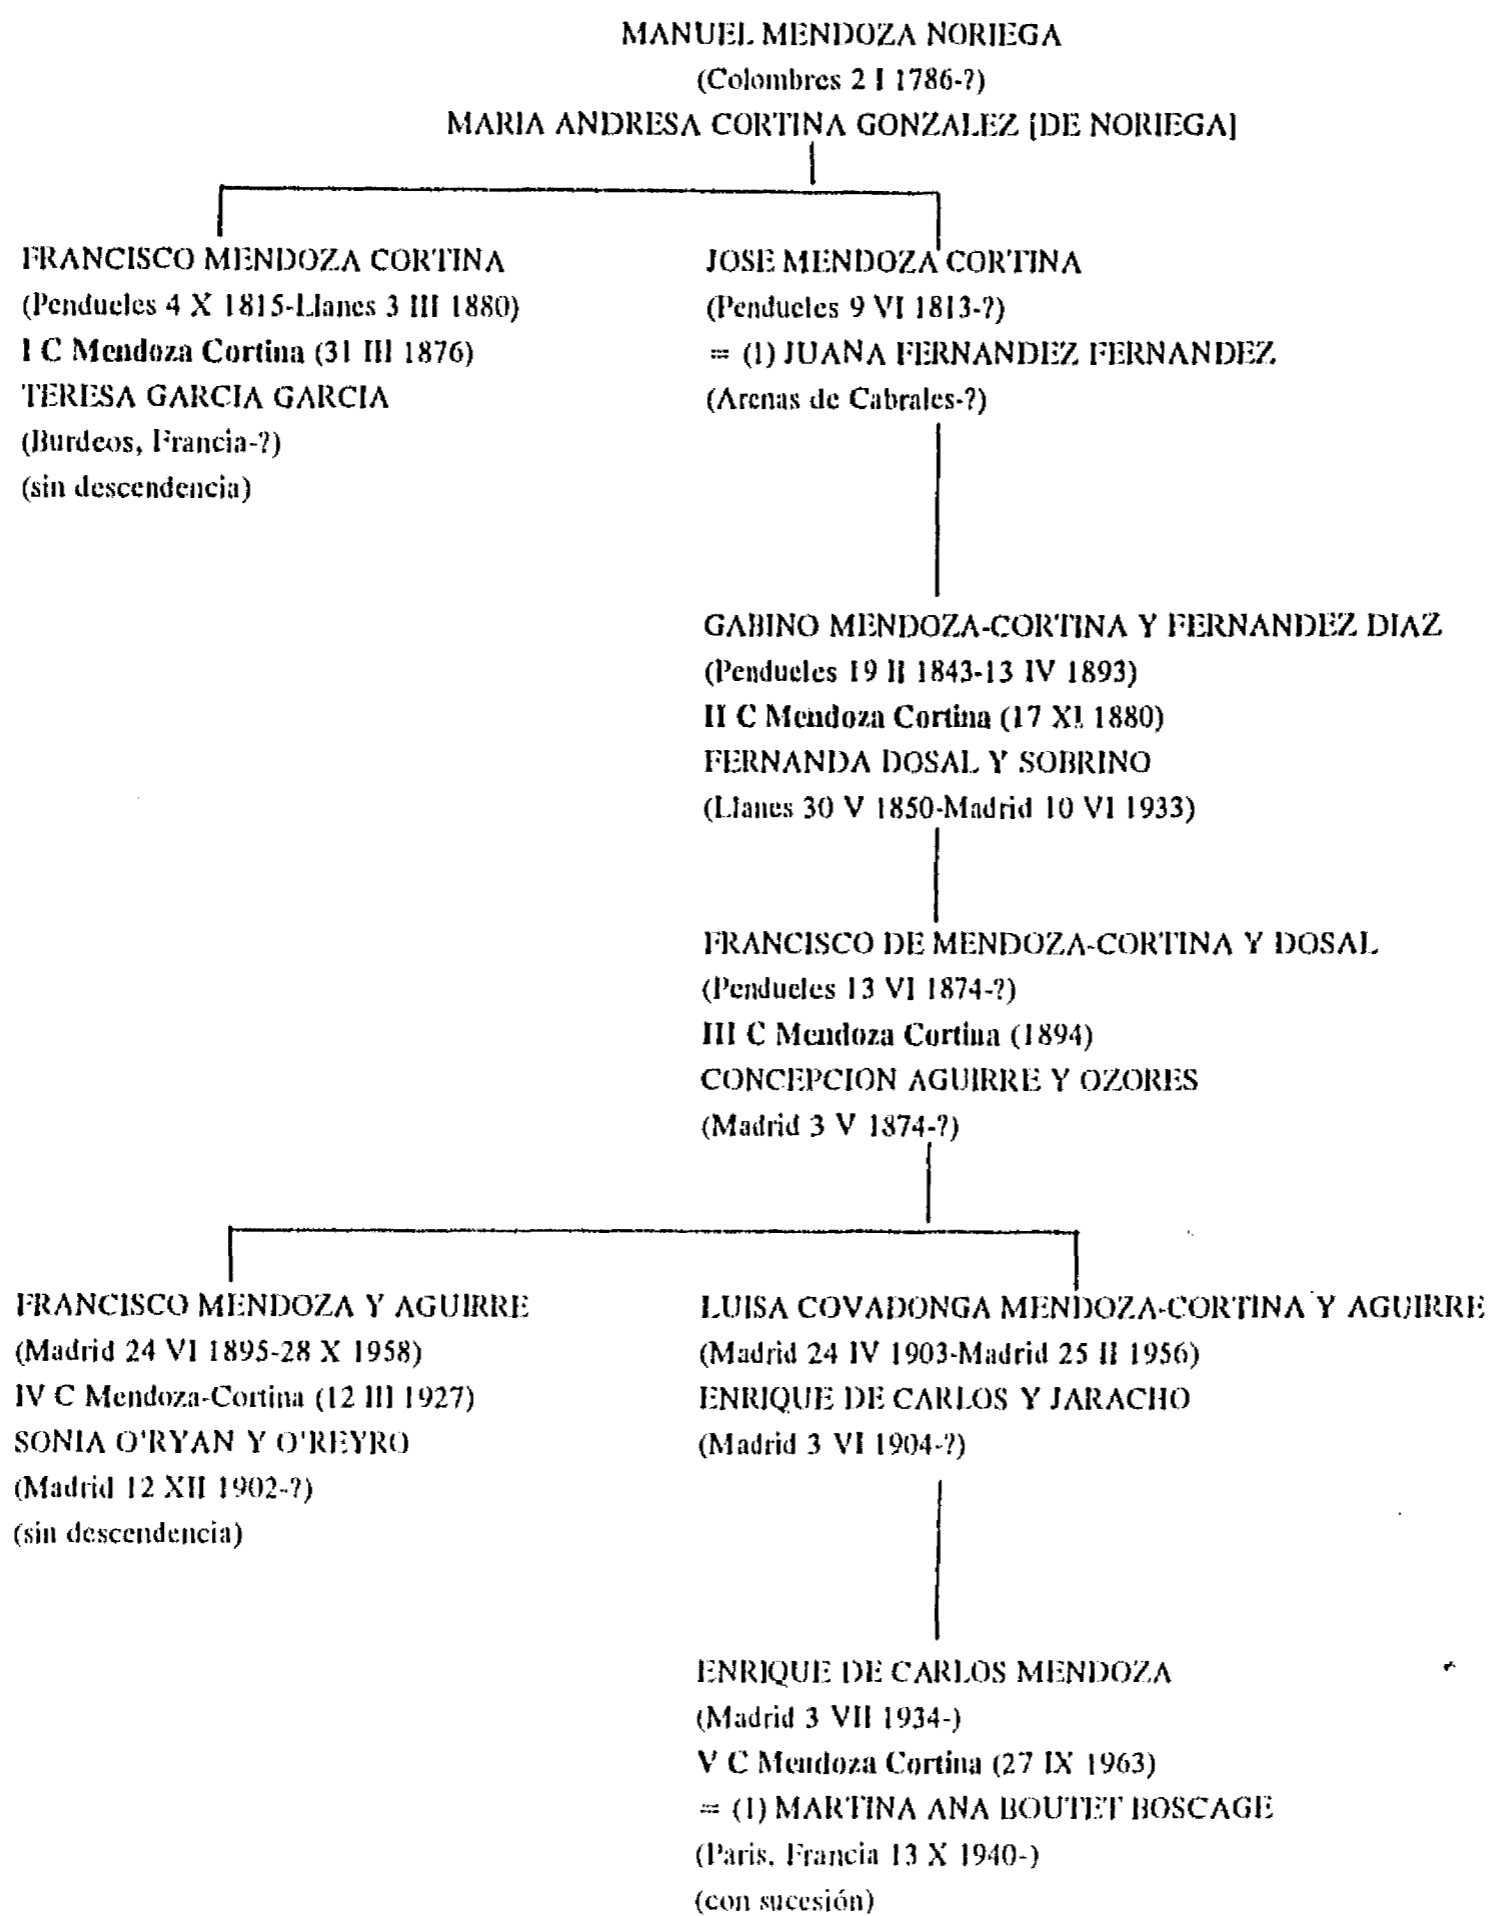 MANUEL MENDOZA NORIEGA
(Colombres 2 I 1786-?)
MARIA ANDRESA CORTINA GONZALEZ [DE NORIEGA]
FRANCISCO MENDOZA CORTINA
(Pendueles 4 X 1815-Llanes 3 III 1880)
I C Mendoza Cortina (31 III 1876)
TERESA GARCIA GARCIA
(Burdeos, Francia-?)
(sin descendencia)
JOSE MENDOZA CORTINA
(Pendueles 9 VI 1813-?)
= (1) JUANA FERNANDEZ FERNANDEZ
(Arenas de Cabrales-?)
GABINO MENDOZA-CORTINA Y FERNANDEZ DIAZ
(Pendueles 19 II 1843-13 IV 1893)
II C Mendoza Cortina (17 XI 1880)
FERNANDA DOSAL Y SOBRINO
(Llanes 30 V 1850-Madrid 10 VI 1933)
FRANCISCO DE MENDOZA-CORTINA Y DOSAL
(Pendueles 13 VI 1874-?)
III C Mendoza Cortina (1894)
CONCEPCION AGUIRRE Y OZORES
(Madrid 3 V 1874-?)
FRANCISCO MENDOZA Y AGUIRRE
(Madrid 24 VI 1895-28 X 1958)
IV C Mendoza-Cortina (12 III 1927)
SONIA O'RYAN Y O'REYRO
(Madrid 12 XII 1902-?)
(sin descendencia)
LUISA COVADONGA MENDOZA-CORTINA Y AGUIRRE
(Madrid 24 IV 1903-Madrid 25 II 1956)
ENRIQUE DE CARLOS Y JARACHO
(Madrid 3 VI 1904-?)
ENRIQUE DE CARLOS MENDOZA
(Madrid 3 VII 1934-)
V C Mendoza Cortina (27 IX 1963)
= (1) MARTINA ANA BOUTET BOSCAGE
(Paris, Francia 13 X 1940-)
(con sucesión)